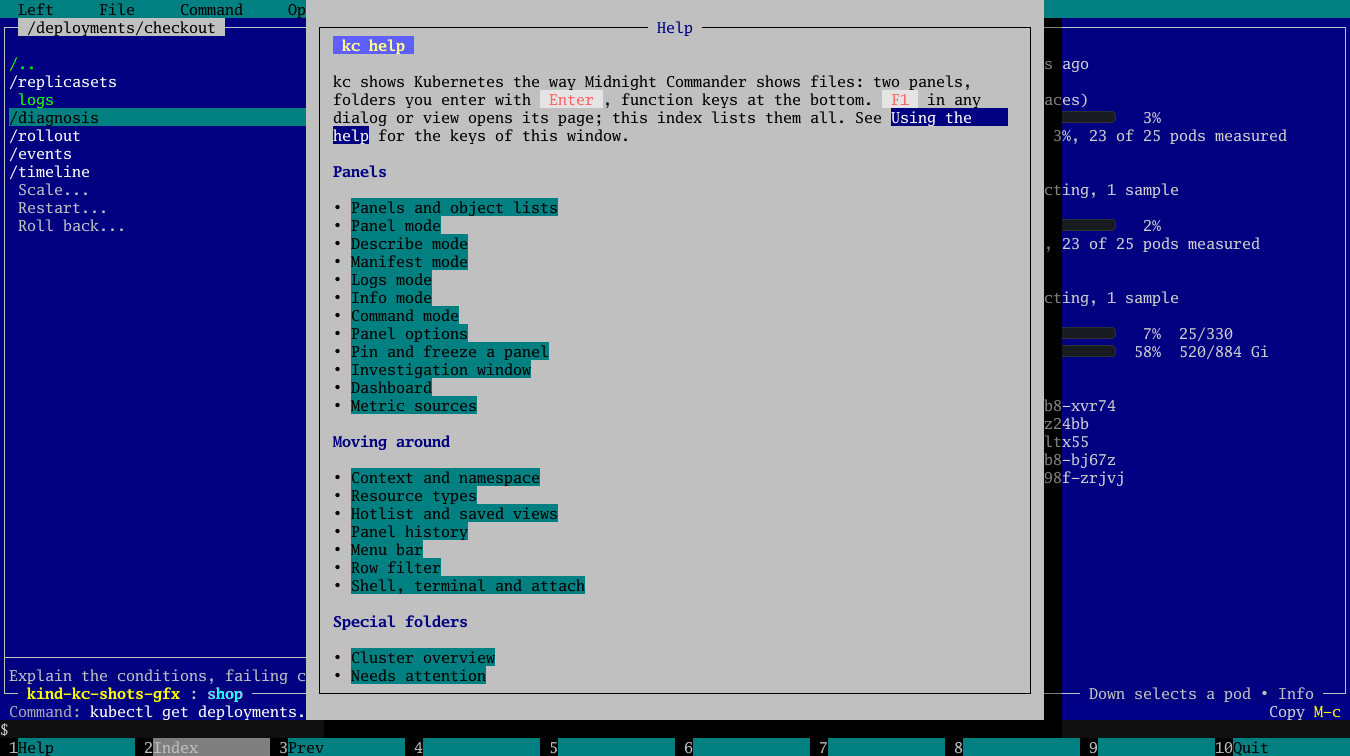 Left File Command Op
/deployments/checkout
Help
kc help
/..
s ago
/replicasets
kc shows Kubernetes the way Midnight Commander shows files: two panels,
logs
folders you enter with Enter , function keys at the bottom. F1 in any
aces)
/diagnosis
dialog or view opens its page; this index lists them all. See Using the
3%
/rollout
help for the keys of this window.
3%, 23 of 25 pods measured
/events
/timeline
Panels
Scale...
cting, 1 sample
Restart...
• Panels and object lists
Roll back...
• Panel mode
2%
• Describe mode
, 23 of 25 pods measured
• Manifest mode
• Logs mode
• Info mode
cting, 1 sample
• Command mode
• Panel options
7% 25/330
• Pin and freeze a panel
58% 520/884 Gi
• Investigation window
• Dashboard
• Metric sources
b8-xvr74
z24bb
Moving around
ltx55
b8-bj67z
• Context and namespace
98f-zrjvj
• Resource types
• Hotlist and saved views
• Panel history
• Menu bar
• Row filter
• Shell, terminal and attach
Special folders
• Cluster overview
• Needs attention
Explain the conditions, failing c
kind-kc-shots-gfx : shop
Down selects a pod • Info
Command: kubectl get deployments.
Copy M-c
$
1Help 2Index 3Prev 4 5 6 7 8 9 10Quit